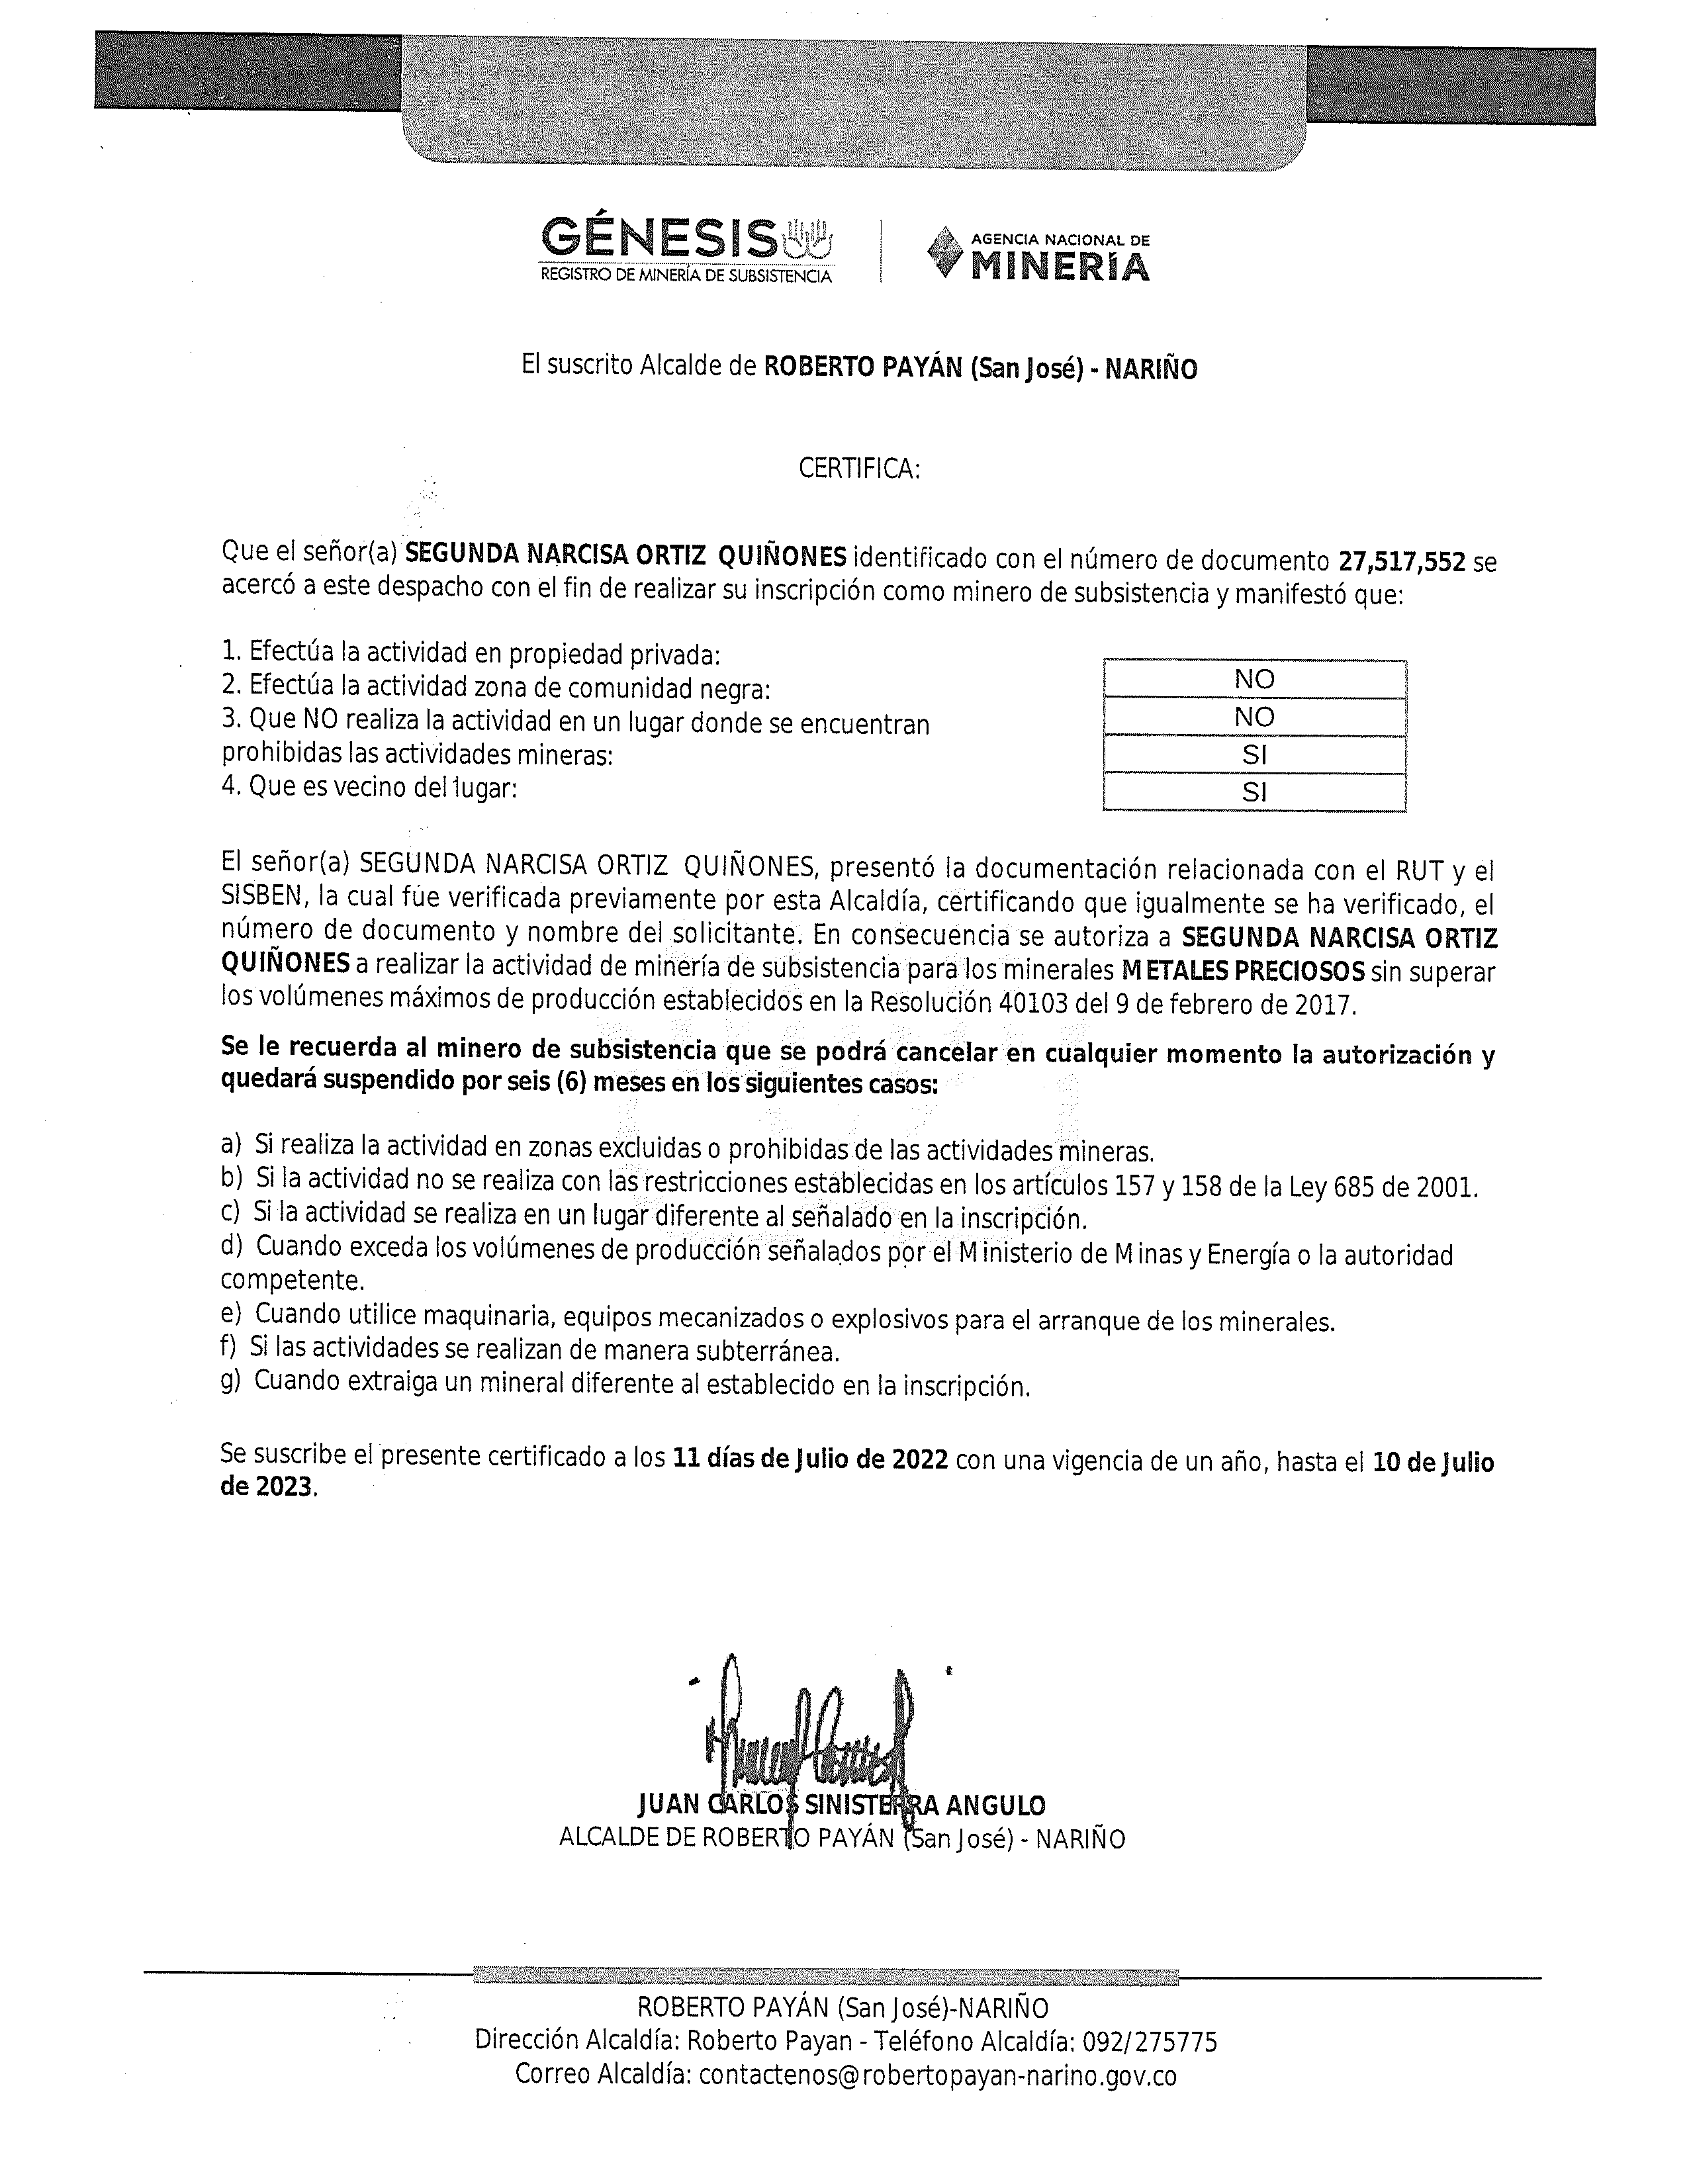 GÉNESIS
REGISTRO DE MINERÍA DE SUBSISTENCIA
AGENCIA NACIONAL DE
MINERÍA
El suscrito Alcalde de ROBERTO PAYÁN (San José) - NARIÑO
CERTIFICA:
Que el señor(a) SEGUNDA NARCISA ORTIZ QUIÑONES identificado con el número de documento 27,517,552 se
acercó a este despacho con el fin de realizar su inscripción como minero de subsistencia y manifestó que:
1. Efectúa la actividad en propiedad privada:
NO
2. Efectúa la actividad zona de comunidad negra:
NO
3. Que NO realiza la actividad en un lugar donde se encuentran
prohibidas las actividades mineras:
SI
4. Que es vecino del lugar:
SI
El señor(a) SEGUNDA NARCISA ORTIZ QUIÑONES, presentó la documentación relacionada con el RUT y el
SISBEN, la cual fúe verificada previamente por esta Alcaldía, certificando que igualmente se ha verificado, el
número de documento y nombre del solicitante. En consecuencia se autoriza a SEGUNDA NARCISA ORTIZ
QUIÑONES a realizar la actividad de minería de subsistencia para los minerales METALES PRECIOSOS sin superar
los volúmenes máximos de producción establecidos en la Resolución 40103 del 9 de febrero de 2017.
Se le recuerda al minero de subsistencia que se podrá cancelar en cualquier momento la autorización y
quedará suspendido por seis (6) meses en los siguientes casos:
a) Si realiza la actividad en zonas excluidas o prohibidas de las actividades mineras.
b) Si la actividad no se realiza con las restricciones establecidas en los artículos 157 y 158 de la Ley 685 de 2001.
c) Si la actividad se realiza en un lugar diferente al señalado en la inscripción.
d) Cuando exceda los volúmenes de producción señalados por el Ministerio de Minas y Energía o la autoridad
competente.
e) Cuando utilice maquinaria, equipos mecanizados o explosivos para el arranque de los minerales.
f) Si las actividades se realizan de manera subterránea.
g) Cuando extraiga un mineral diferente al establecido en la inscripción.
Se suscribe el presente certificado a los 11 días de Julio de 2022 con una vigencia de un año, hasta el 10 de Julio
de 2023.
JUAN CARLOS SINISTERRA ANGULO
ALCALDE DE ROBERTO PAYÁN (San José) - NARIÑO
ROBERTO PAYÁN (San José)-NARIÑO
Dirección Alcaldía: Roberto Payan - Teléfono Alcaldía: 092/275775
Correo Alcaldía: contactenos@robertopayan-narino.gov.co